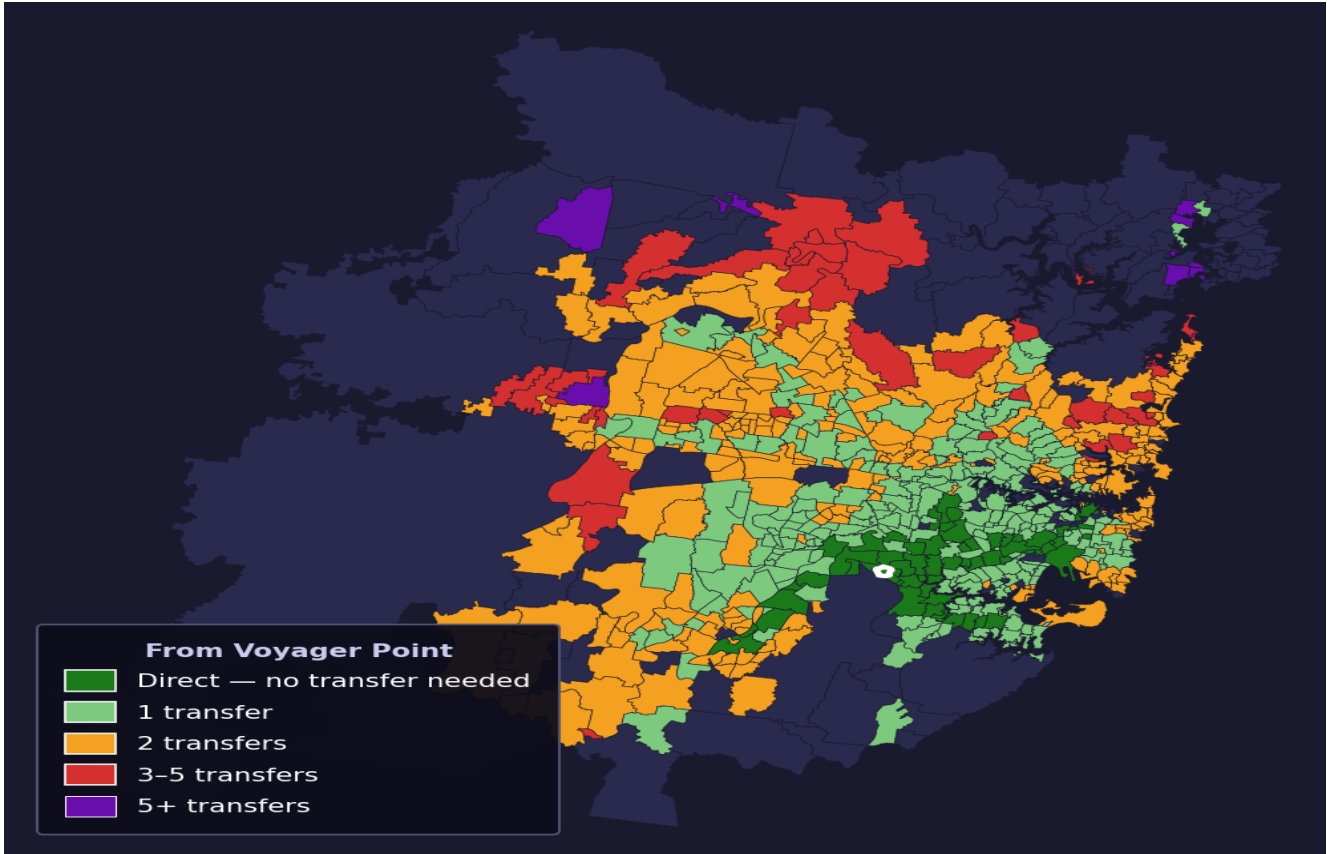 From Voyager Point
Direct — no transfer needed
1 transfer
2 transfers
3–5 transfers
5+ transfers